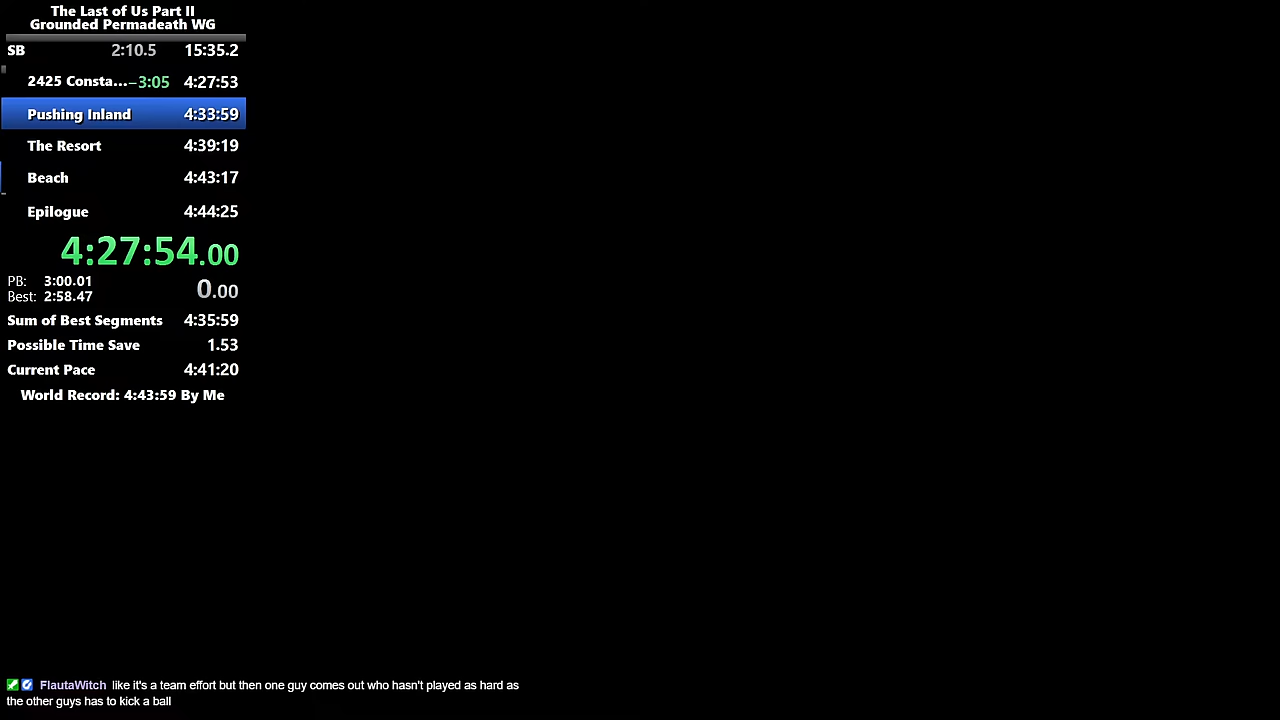 The Last of Us Part II
Grounded Permadeath WG
SB 2:10.5 15:35.2
2425 Consta... −3:05 4:27:53
Pushing Inland 4:33:59
The Resort 4:39:19
Beach 4:43:17
Epilogue 4:44:25
4:27:54.00
PB: 3:00.01
Best: 2:58.47
0.00
Sum of Best Segments 4:35:59
Possible Time Save 1.53
Current Pace 4:41:20
World Record: 4:43:59 By Me
FlautaWitch like it's a team effort but then one guy comes out who hasn't played as hard as
the other guys has to kick a ball